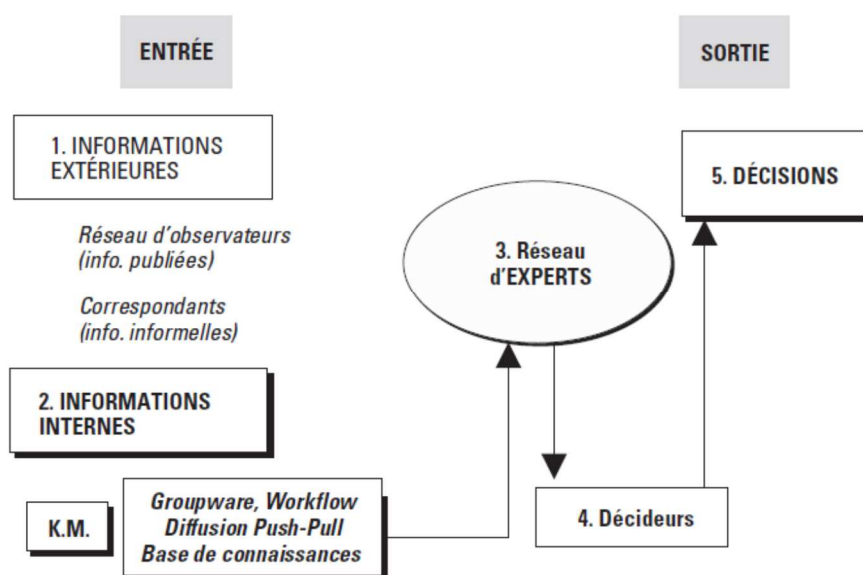 ENTRÉE
SORTIE
1. INFORMATIONS
EXTÉRIEURES
Réseau d'observateurs
(info. publiées)
Correspondants
(info. informelles)
2. INFORMATIONS
INTERNES
K.M.
Groupware, Workflow
Diffusion Push-Pull
Base de connaissances
3. Réseau
d'EXPERTS
4. Décideurs
5. DÉCISIONS